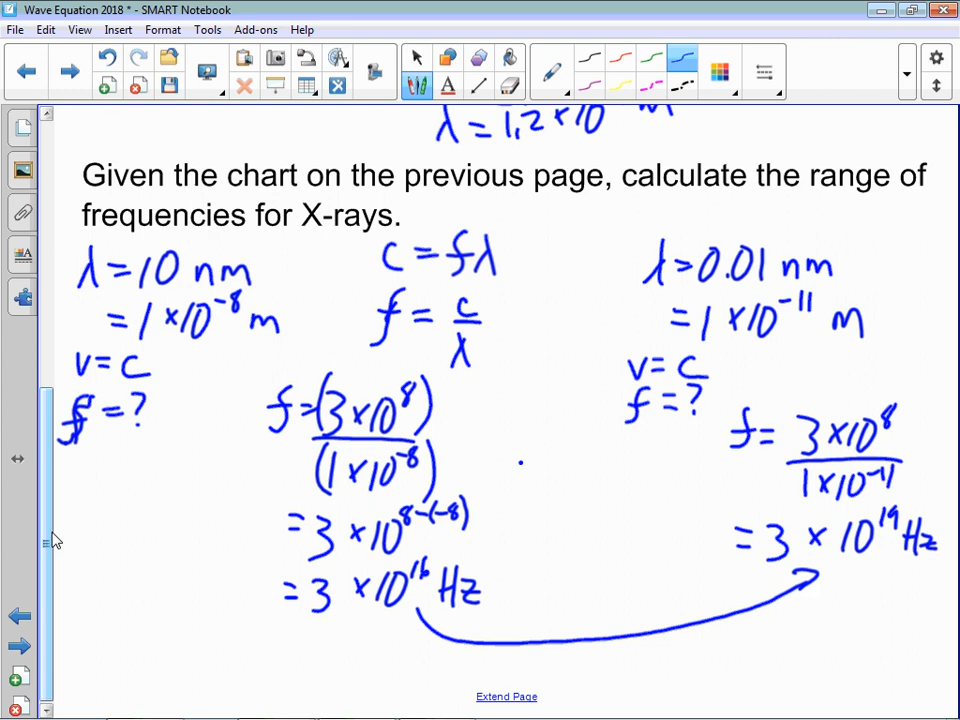 Wave Equation 2018 * - SMART Notebook
File Edit View Insert Format Tools Add-ons Help
λ = 1.2 × 10 m
Given the chart on the previous page, calculate the range of
frequencies for X-rays.
λ = 10 nm
= 1 × 10⁻⁸ m
v = c
f = ?
c = fλ
f = c/λ
f = (3 × 10⁸)
(1 × 10⁻⁸)
= 3 × 10⁸⁻⁽⁻⁸⁾
= 3 × 10¹⁶ Hz
λ = 0.01 nm
= 1 × 10⁻¹¹ m
v = c
f = ?
f = 3 × 10⁸
1 × 10⁻¹¹
= 3 × 10¹⁹ Hz
Extend Page